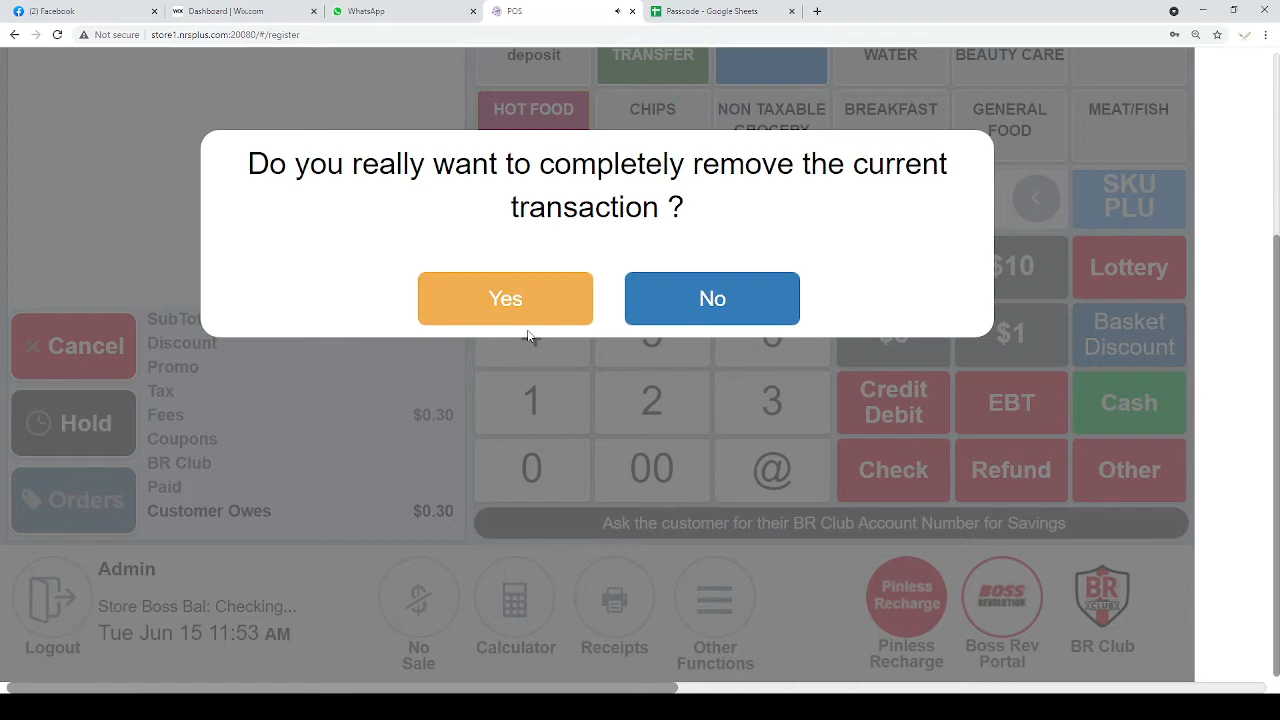 (2) Facebook
Dashboard | Wix.com
WhatsApp
POS
Passcode - Google Sheets
Not secure | store1.nrsplus.com:20080/#/register
deposit
TRANSFER
WATER
BEAUTY CARE
HOT FOOD
CHIPS
NON TAXABLE
GROCERY
BREAKFAST
GENERAL
FOOD
MEAT/FISH
Do you really want to completely remove the current
transaction ?
Yes
No
SKU
PLU
$10
Lottery
$1
Basket
Discount
Cancel
Hold
Orders
Discount
Promo
Tax
Fees $0.30
Coupons
BR Club
Paid
Customer Owes $0.30
1
2
3
Credit
Debit
EBT
Cash
0
00
@
Check
Refund
Other
Ask the customer for their BR Club Account Number for Savings
Logout
Admin
Store Boss Bal: Checking...
Tue Jun 15 11:53 AM
No
Sale
Calculator
Receipts
Other
Functions
Pinless
Recharge
Pinless
Recharge
BOSS
REVOLUTION
Boss Rev
Portal
BR
CLUB
BR Club